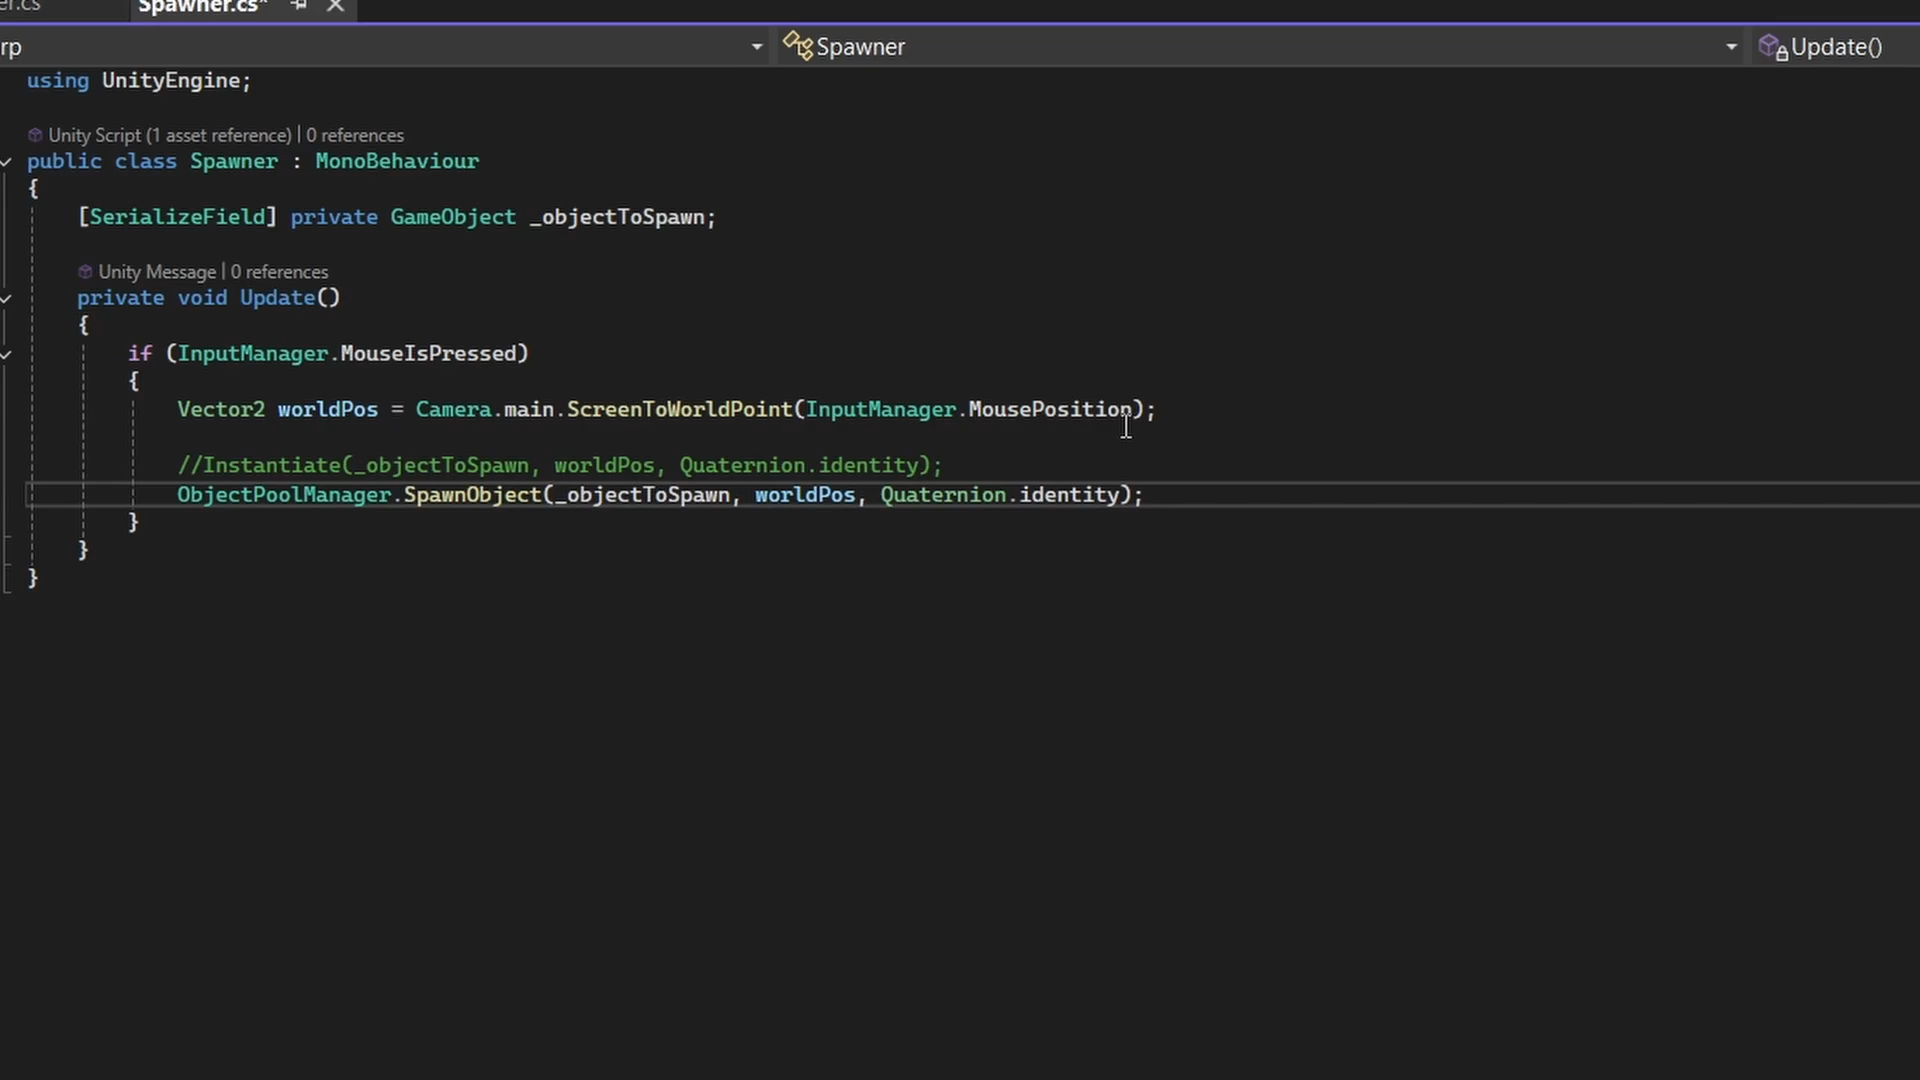 er.cs Spawner.cs*
rp Spawner Update()
using UnityEngine;
Unity Script (1 asset reference) | 0 references
public class Spawner : MonoBehaviour
{
[SerializeField] private GameObject _objectToSpawn;
Unity Message | 0 references
private void Update()
{
if (InputManager.MouseIsPressed)
{
Vector2 worldPos = Camera.main.ScreenToWorldPoint(InputManager.MousePosition);
//Instantiate(_objectToSpawn, worldPos, Quaternion.identity);
ObjectPoolManager.SpawnObject(_objectToSpawn, worldPos, Quaternion.identity);
}
}
}